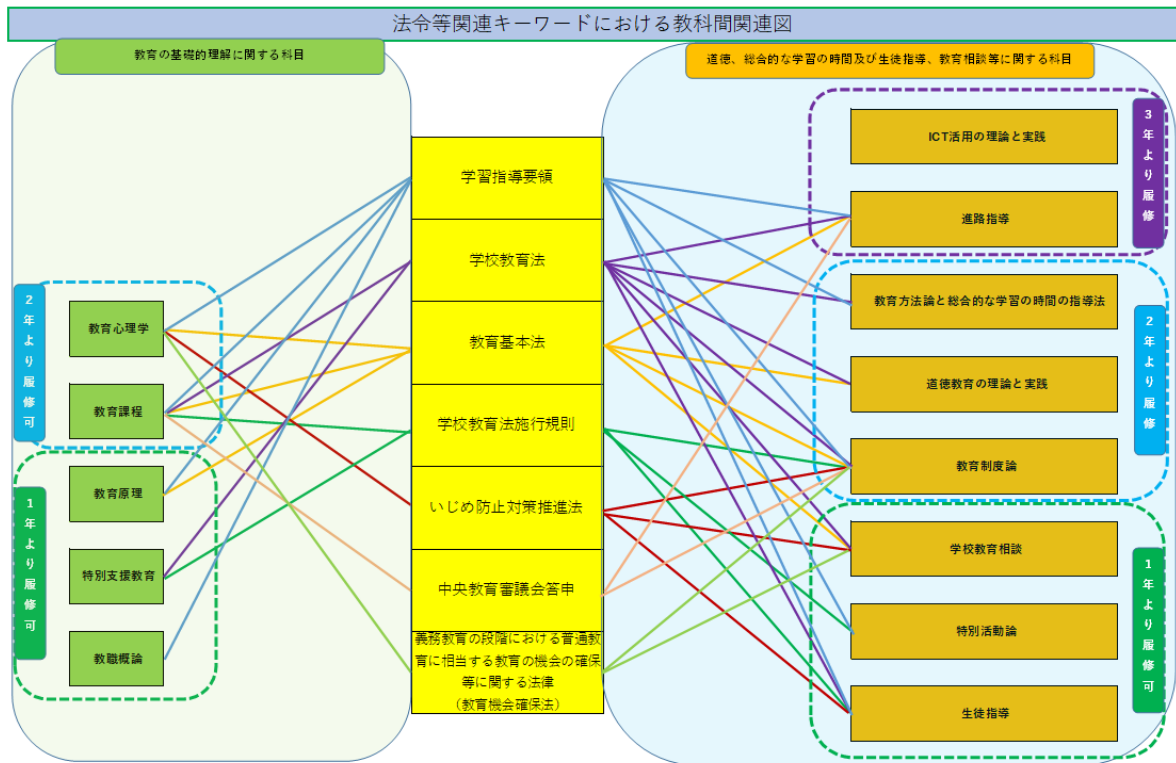 法令等関連キーワードにおける教科間関連図
教育の基礎的理解に関する科目
道徳、総合的な学習の時間及び生徒指導、教育相談等に関する科目
2年より履修可
教育心理学
教育課程
1年より履修可
教育原理
特別支援教育
教職概論
学習指導要領
学校教育法
教育基本法
学校教育法施行規則
いじめ防止対策推進法
中央教育審議会答申
義務教育の段階における普通教
育に相当する教育の機会の確保
等に関する法律
(教育機会確保法)
3年より履修
ICT活用の理論と実践
進路指導
2年より履修
教育方法論と総合的な学習の時間の指導法
道徳教育の理論と実践
教育制度論
1年より履修可
学校教育相談
特別活動論
生徒指導